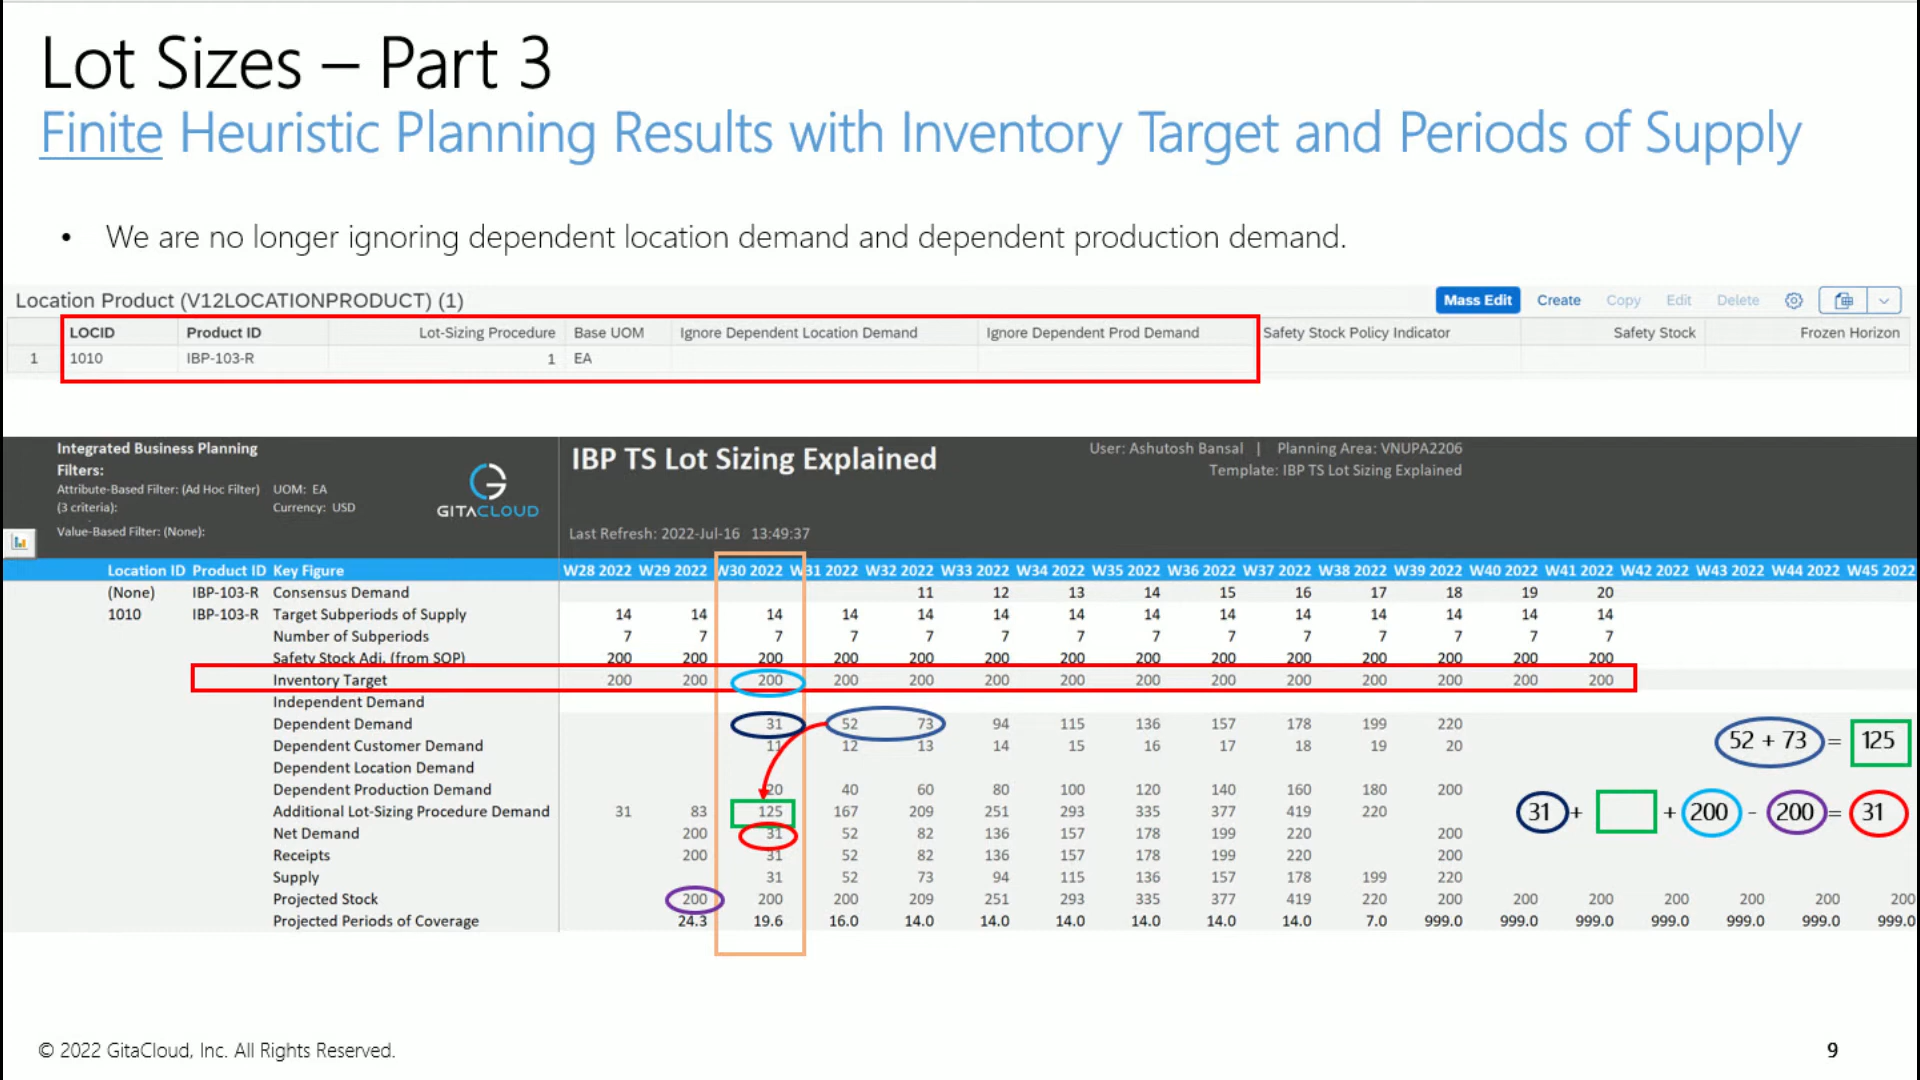 Lot Sizes – Part 3
Finite Heuristic Planning Results with Inventory Target and Periods of Supply
• We are no longer ignoring dependent location demand and dependent production demand.
Location Product (V12LOCATIONPRODUCT) (1)
Mass Edit Create Copy Edit Delete
LOCID Product ID Lot-Sizing Procedure Base UOM Ignore Dependent Location Demand Ignore Dependent Prod Demand Safety Stock Policy Indicator Safety Stock Frozen Horizon
1 1010 IBP-103-R 1 EA
Integrated Business Planning
Filters:
Attribute-Based Filter: (Ad Hoc Filter) UOM: EA
(3 criteria): Currency: USD
Value-Based Filter: (None):
GITACLOUD
IBP TS Lot Sizing Explained
User: Ashutosh Bansal | Planning Area: VNUPA2206
Template: IBP TS Lot Sizing Explained
Last Refresh: 2022-Jul-16 13:49:37
Location ID Product ID Key Figure W28 2022 W29 2022 W30 2022 W31 2022 W32 2022 W33 2022 W34 2022 W35 2022 W36 2022 W37 2022 W38 2022 W39 2022 W40 2022 W41 2022 W42 2022 W43 2022 W44 2022 W45 2022
(None) IBP-103-R Consensus Demand 11 12 13 14 15 16 17 18 19 20
1010 IBP-103-R Target Subperiods of Supply 14 14 14 14 14 14 14 14 14 14 14 14 14 14
Number of Subperiods 7 7 7 7 7 7 7 7 7 7 7 7 7 7
Safety Stock Adj. (from SOP) 200 200 200 200 200 200 200 200 200 200 200 200 200 200
Inventory Target 200 200 200 200 200 200 200 200 200 200 200 200 200 200
Independent Demand
Dependent Demand 31 52 73 94 115 136 157 178 199 220
Dependent Customer Demand 11 12 13 14 15 16 17 18 19 20
Dependent Location Demand
Dependent Production Demand 20 40 60 80 100 120 140 160 180 200
Additional Lot-Sizing Procedure Demand 31 83 125 167 209 251 293 335 377 419 220
Net Demand 200 31 52 82 136 157 178 199 220 200
Receipts 200 31 52 82 136 157 178 199 220 200
Supply 31 52 73 94 115 136 157 178 199 220
Projected Stock 200 200 200 209 251 293 335 377 419 220 200 200 200 200 200 200 200
Projected Periods of Coverage 24.3 19.6 16.0 14.0 14.0 14.0 14.0 14.0 14.0 7.0 999.0 999.0 999.0 999.0 999.0 999.0 999.0
52 + 73 = 125
31 + + 200 - 200 = 31
© 2022 GitaCloud, Inc. All Rights Reserved.
9